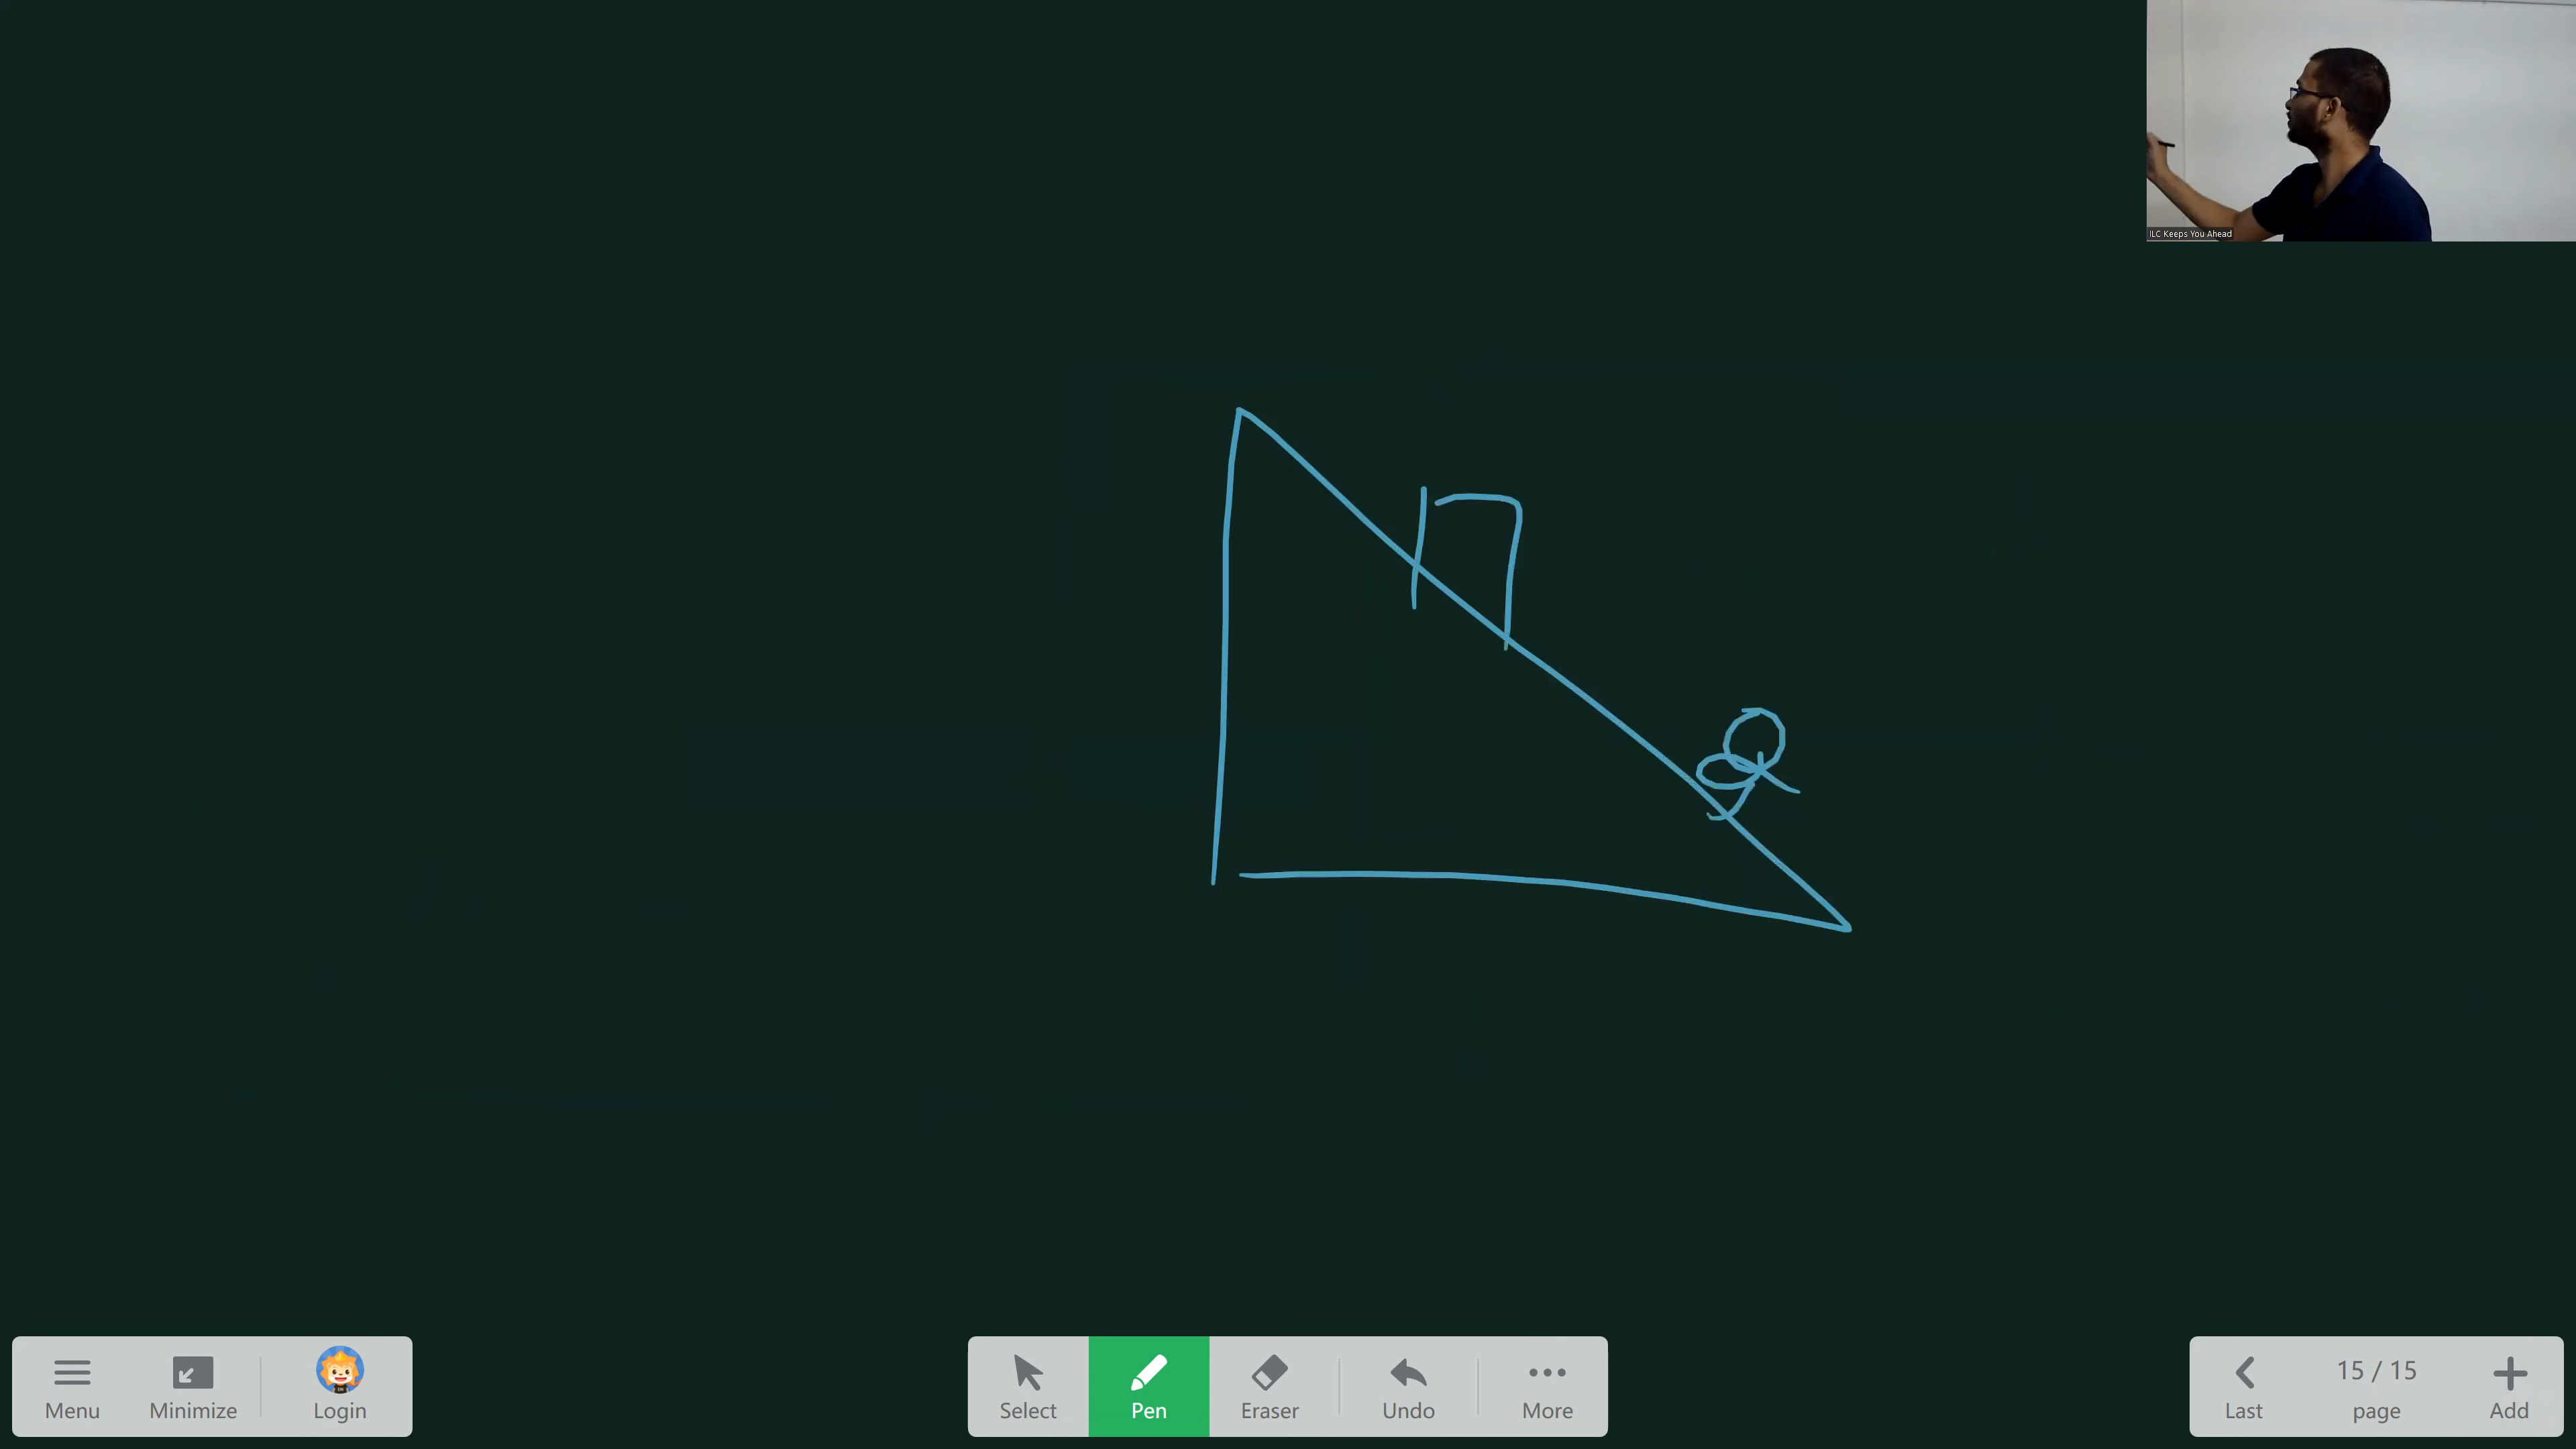 ILC Keeps You Ahead
Menu
Minimize
Login
Select
Pen
Eraser
Undo
More
Last
15 / 15
page
Add